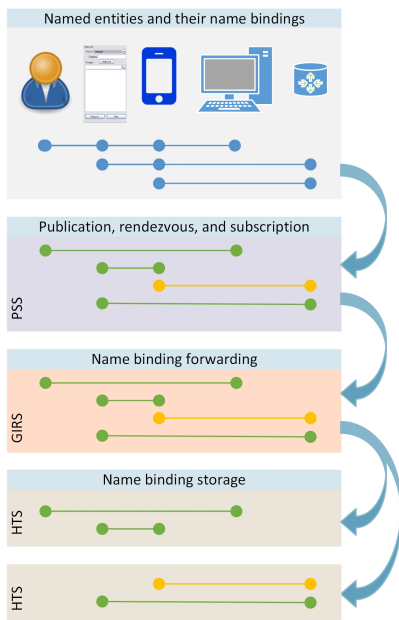 Named entities and their name bindings
Publication, rendezvous, and subscription
PSS
Name binding forwarding
GIRS
Name binding storage
HTS
HTS